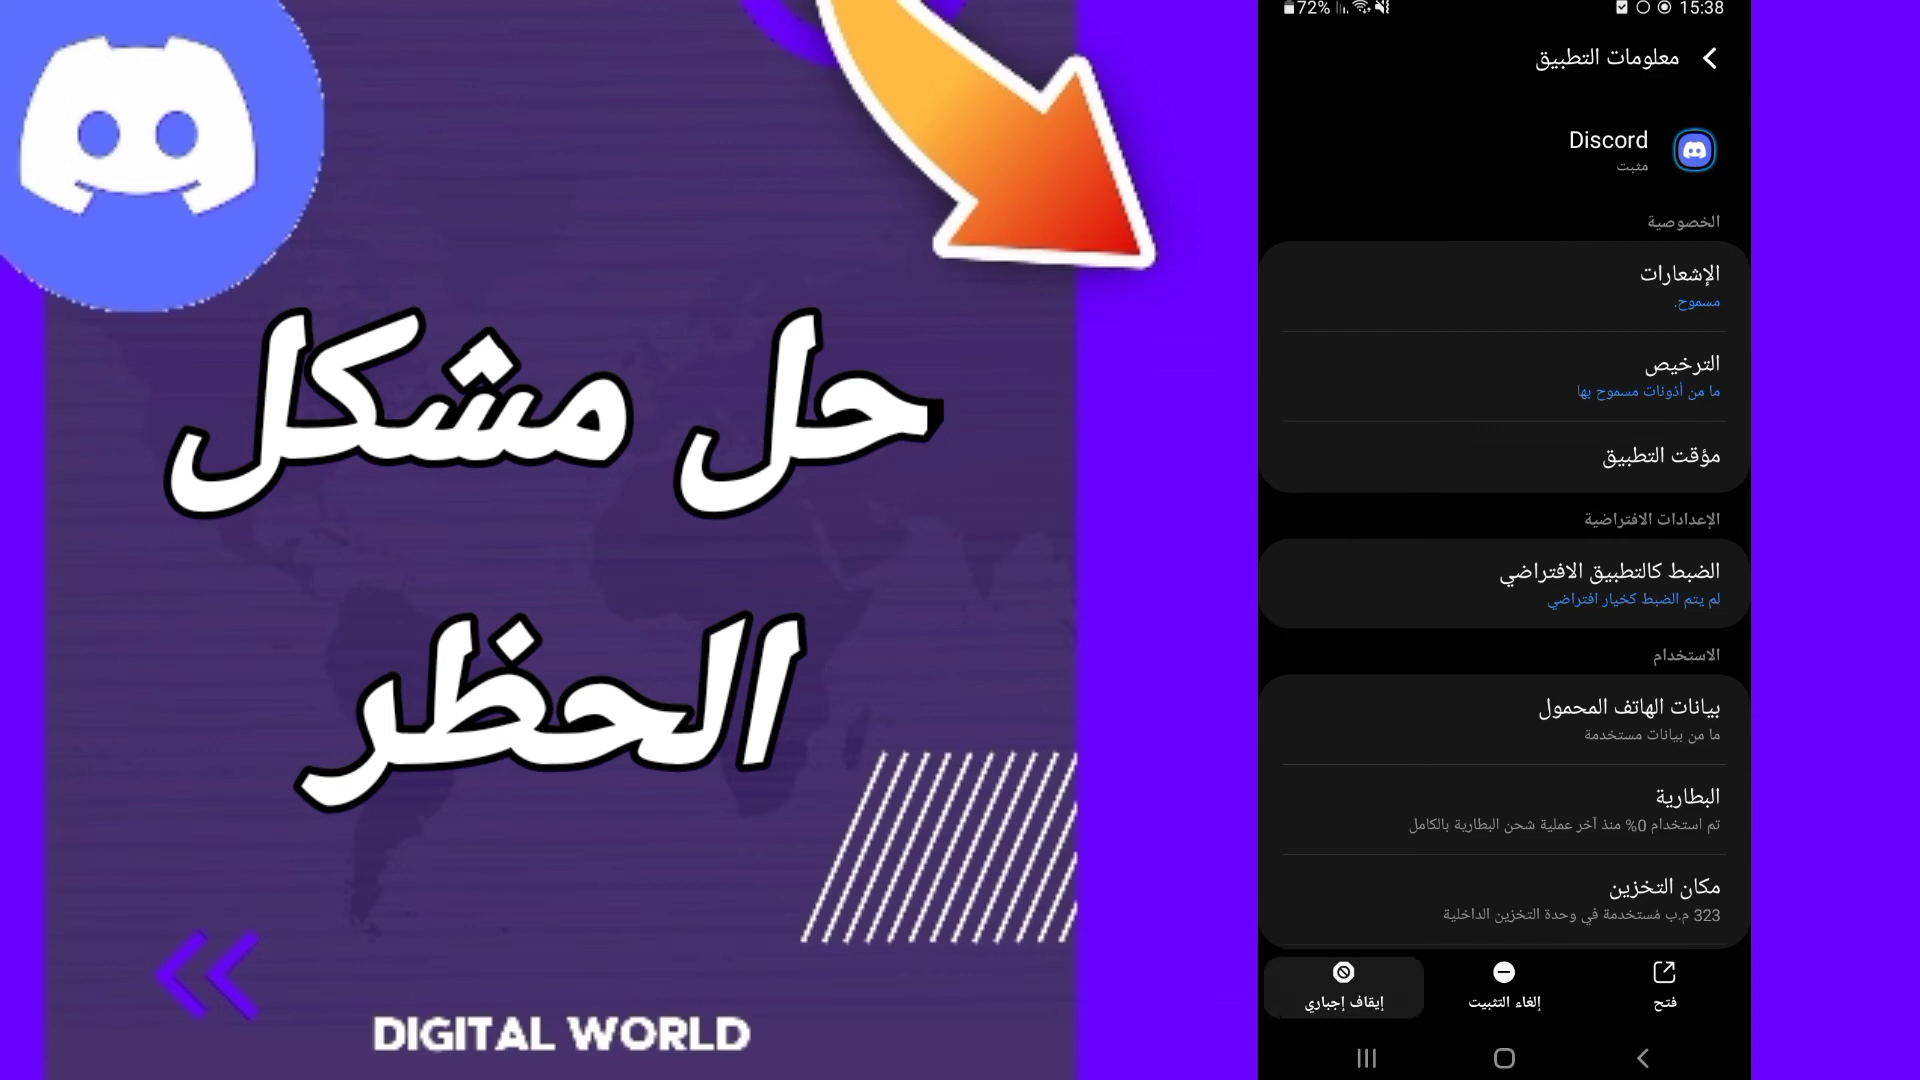 حل مشكل
الحظر
DIGITAL WORLD
72%
15:38
معلومات التطبيق
Discord
مثبت
الخصوصية
الإشعارات
مسموح.
الترخيص
ما من أذونات مسموح بها
مؤقت التطبيق
الإعدادات الافتراضية
الضبط كالتطبيق الافتراضي
لم يتم الضبط كخيار افتراضي
الاستخدام
بيانات الهاتف المحمول
ما من بيانات مستخدمة
البطارية
تم استخدام 0% منذ آخر عملية شحن البطارية بالكامل
مكان التخزين
323 م.ب مُستخدمة في وحدة التخزين الداخلية
فتح
إلغاء التثبيت
إيقاف إجباري